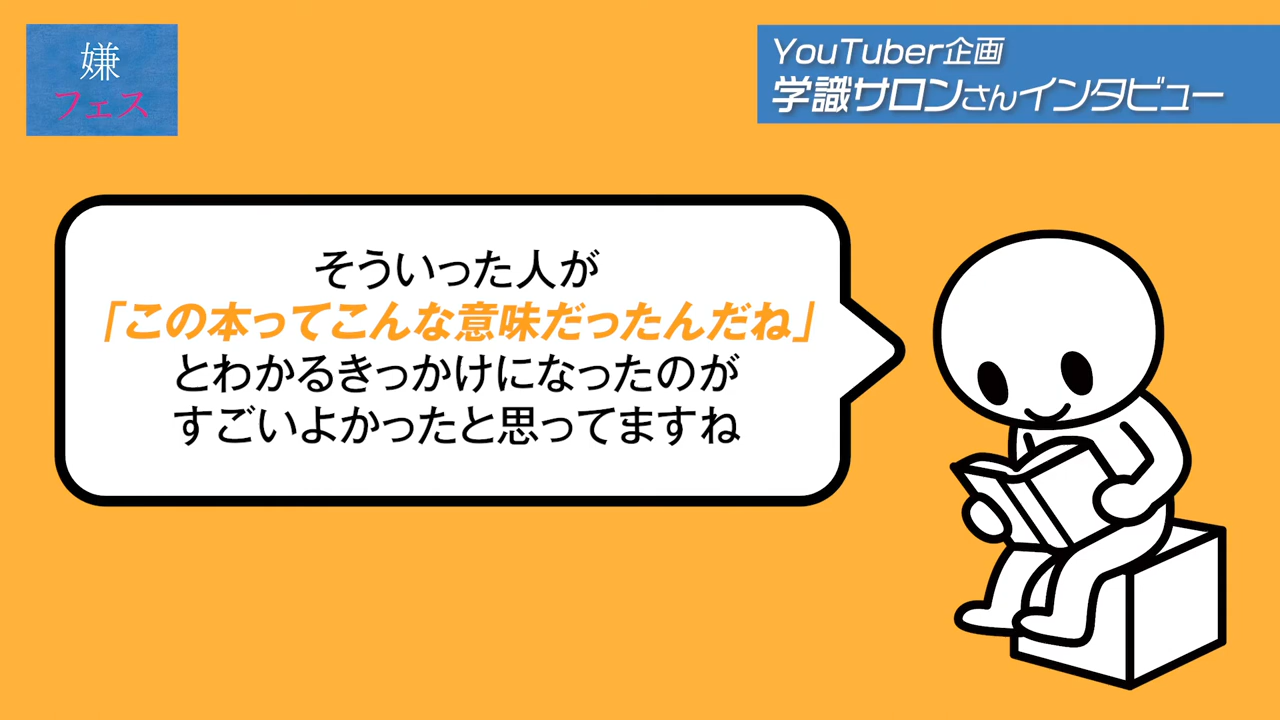 嫌
フェス
YouTuber企画
学識サロンさんインタビュー
そういった人が
「この本ってこんな意味だったんだね」
とわかるきっかけになったのが
すごいよかったと思ってますね